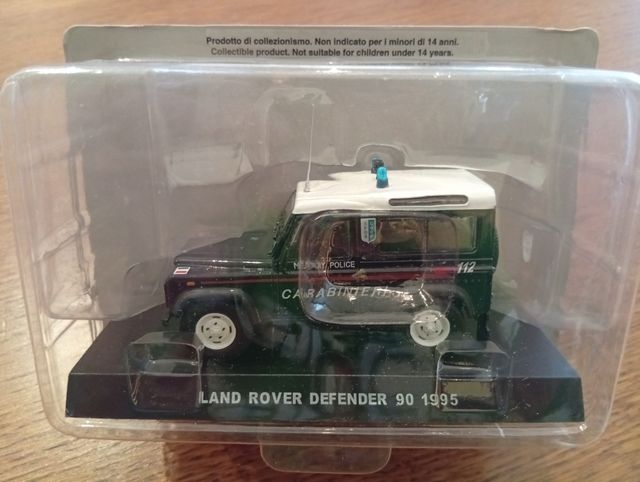 Prodotto di collezionismo. Non indicato per i minori di 14 anni.
Collectible product. Not suitable for children under 14 years.
POLICE
112
CARABINIERI
LAND ROVER DEFENDER 90 1995